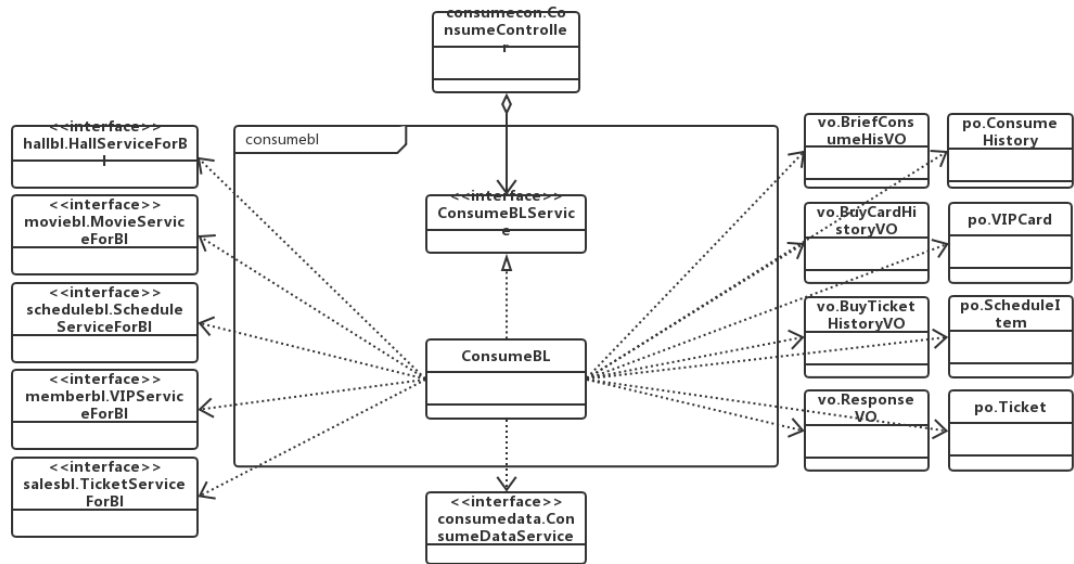 consumecon.Co
nsumeControlle
r
<<interface>>
hallbl.HallServiceForB
l
<<interface>>
moviebl.MovieServic
eForBl
<<interface>>
schedulebl.Schedule
ServiceForBl
<<interface>>
memberbl.VIPServic
eForBl
<<interface>>
salesbl.TicketService
ForBl
consumebl
<<interface>>
ConsumeBLServic
e
ConsumeBL
<<interface>>
consumedata.Con
sumeDataService
vo.BriefCons
umeHisVO
vo.BuyCardHi
storyVO
vo.BuyTicket
HistoryVO
vo.Response
VO
po.Consume
History
po.VIPCard
po.ScheduleI
tem
po.Ticket